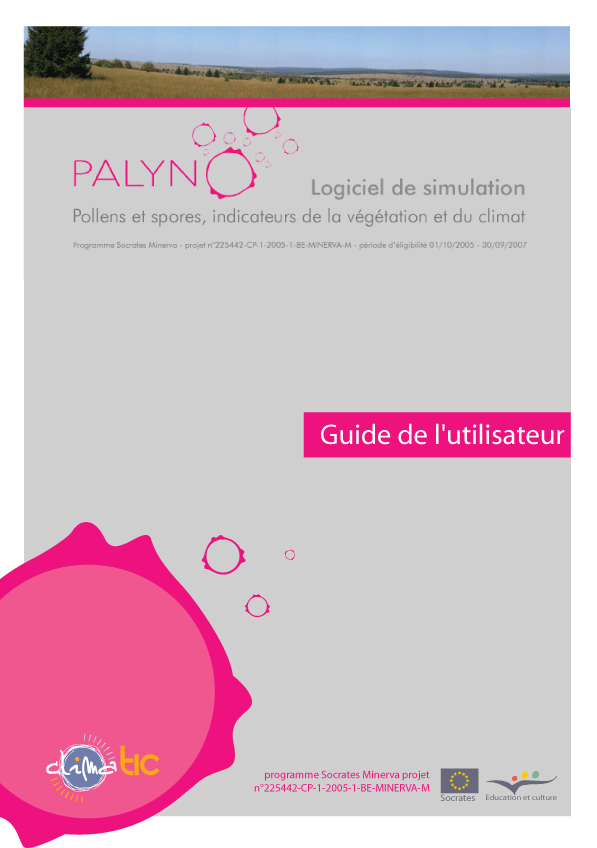 PALYNO
Logiciel de simulation
Pollens et spores, indicateurs de la végétation et du climat
Programme Socrates Minerva - projet n°225442-CP-1-2005-1-BE-MINERVA-M - période d'éligibilité 01/10/2005 - 30/09/2007
Guide de l'utilisateur
climatic
programme Socrates Minerva projet
n°225442-CP-1-2005-1-BE-MINERVA-M
Socrates
Education et culture